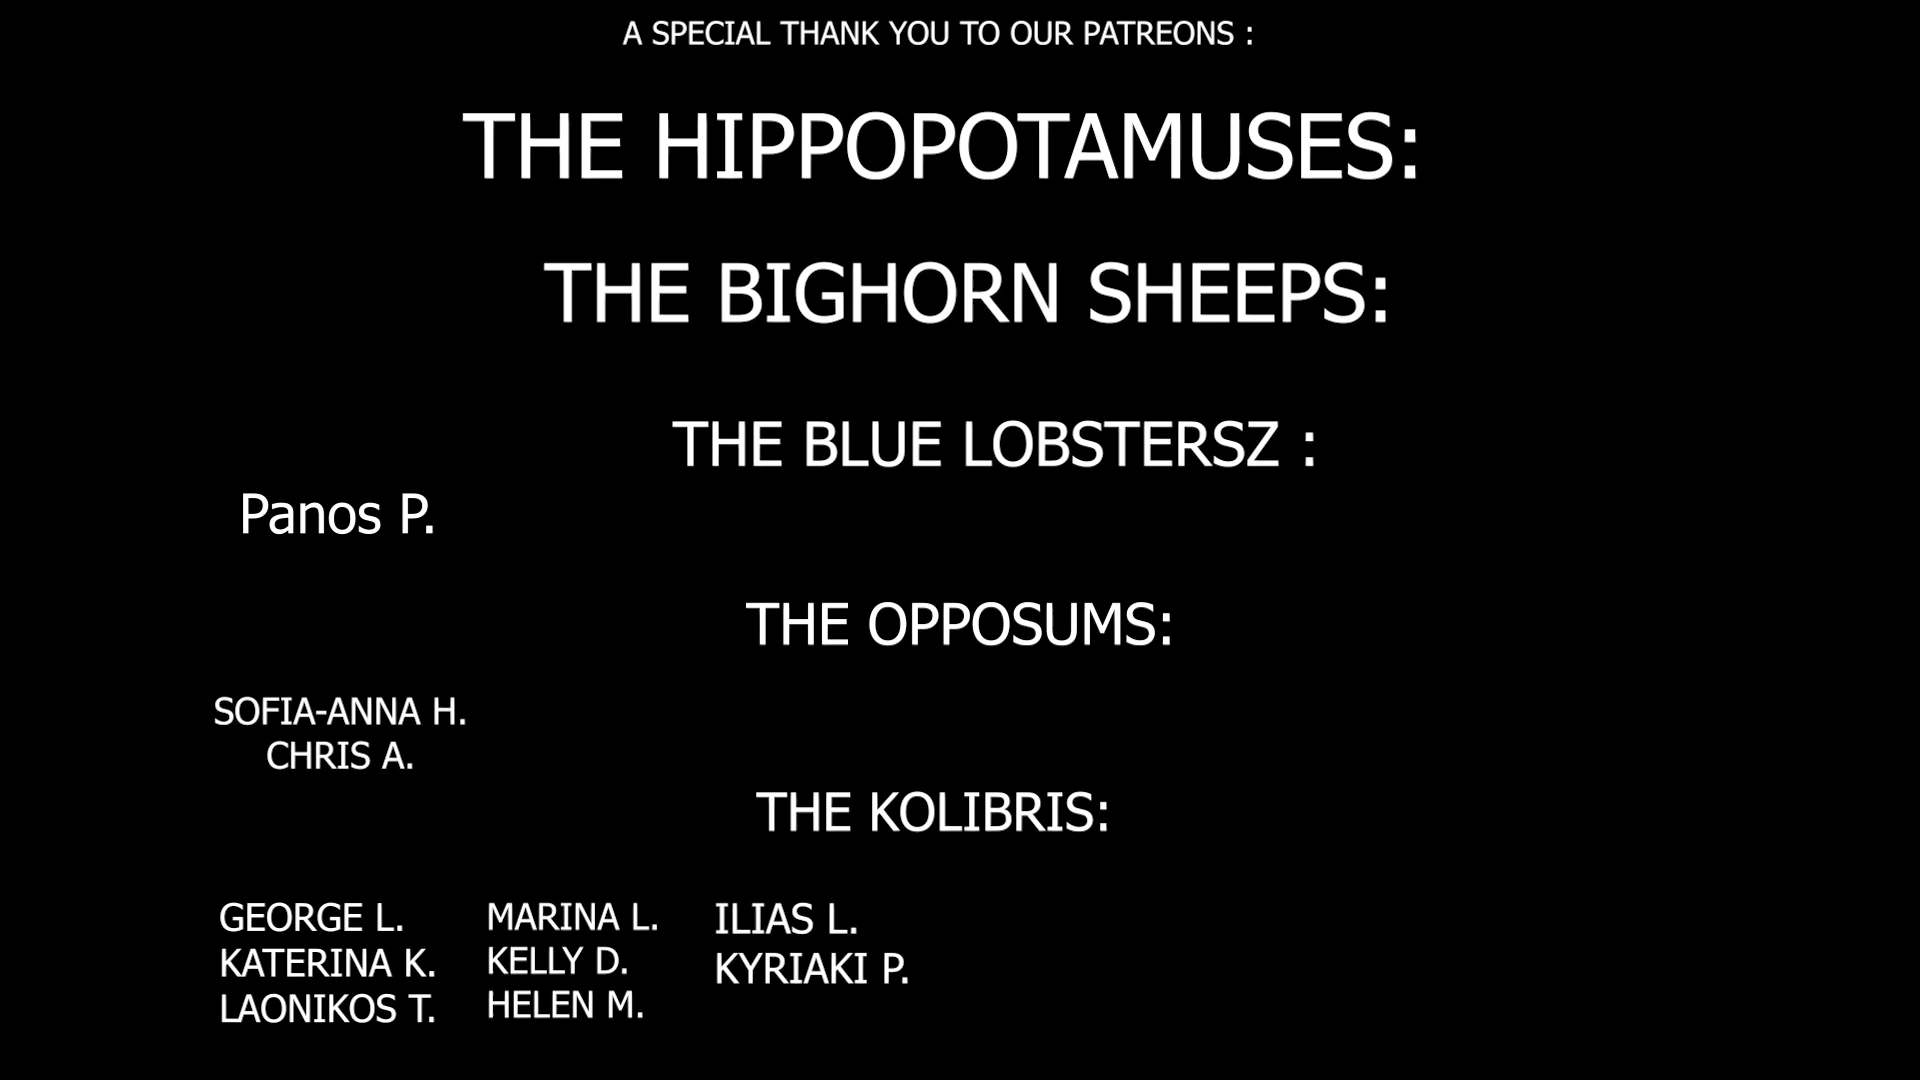 A SPECIAL THANK YOU TO OUR PATREONS :
THE HIPPOPOTAMUSES:
THE BIGHORN SHEEPS:
THE BLUE LOBSTERSZ :
Panos P.
THE OPPOSUMS:
SOFIA-ANNA H.
CHRIS A.
THE KOLIBRIS:
GEORGE L.
KATERINA K.
LAONIKOS T.
MARINA L.
KELLY D.
HELEN M.
ILIAS L.
KYRIAKI P.